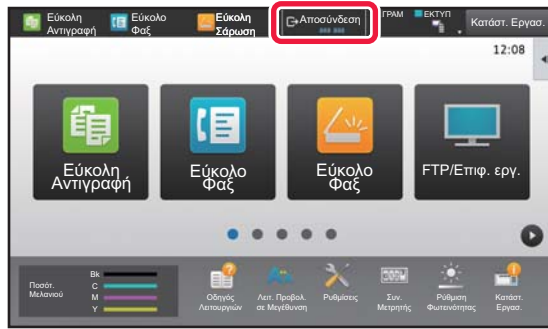 Εύκολη
Αντιγραφή
Εύκολο
Φαξ
Εύκολη
Σάρωση
Αποσύνδεση
ΓΡΑΜ
ΕΚΤΥΠ
Κατάστ. Εργασ.
12:08
Εύκολη
Αντιγραφή
Εύκολο
Φαξ
Εύκολο
Φαξ
FTP/Επιφ. εργ.
Ποσότ.
Μελανιού
Bk
C
M
Y
Οδηγός
Λειτουργιών
Λειτ. Προβολ.
σε Μεγέθυνση
Ρυθμίσεις
Συν.
Μετρητής
Ρύθμιση
Φωτεινότητας
Κατάστ.
Εργασ.